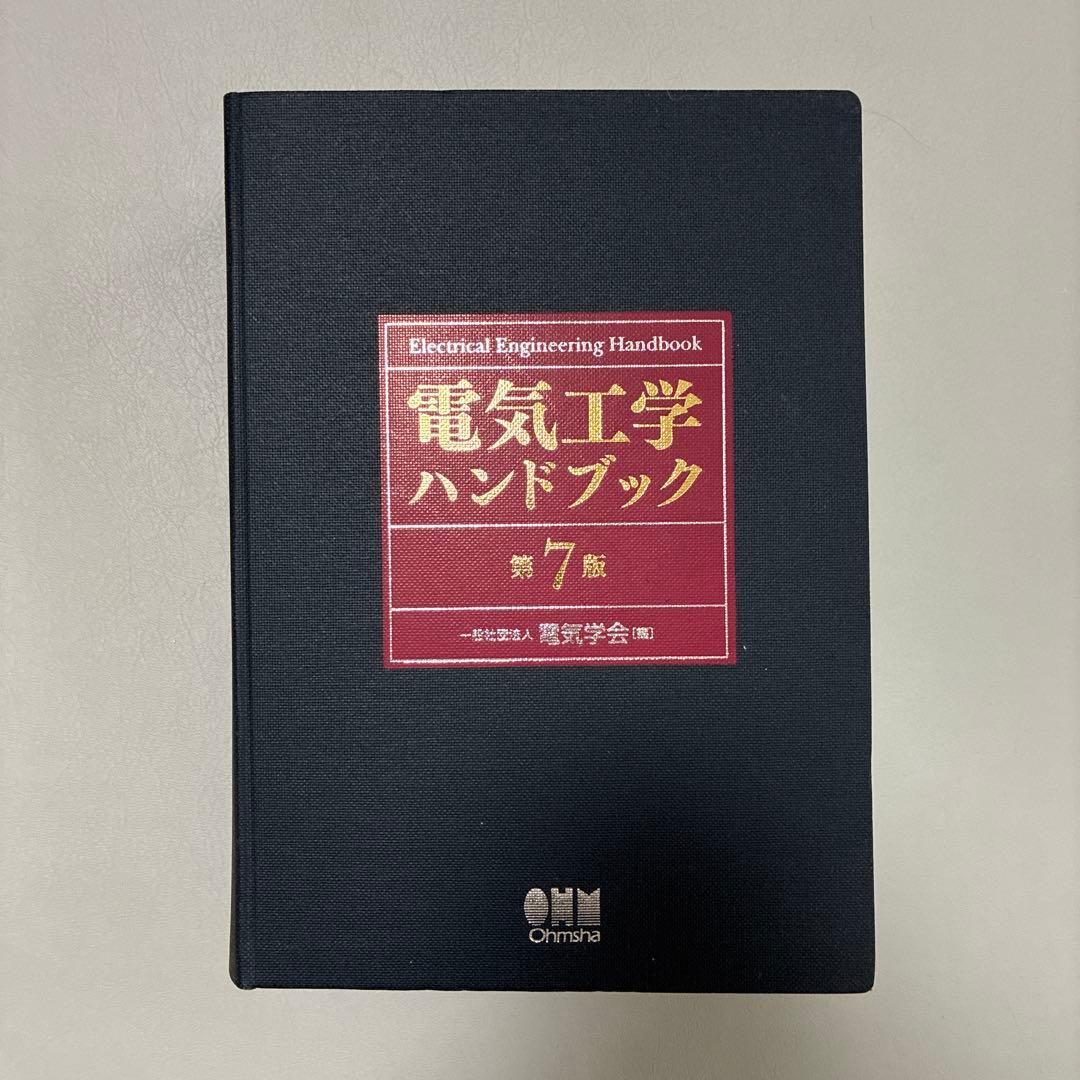 Electrical Engineering Handbook
電気工学
ハンドブック
第7版
一般社団法人 電気学会[編]
OHM
Ohmsha